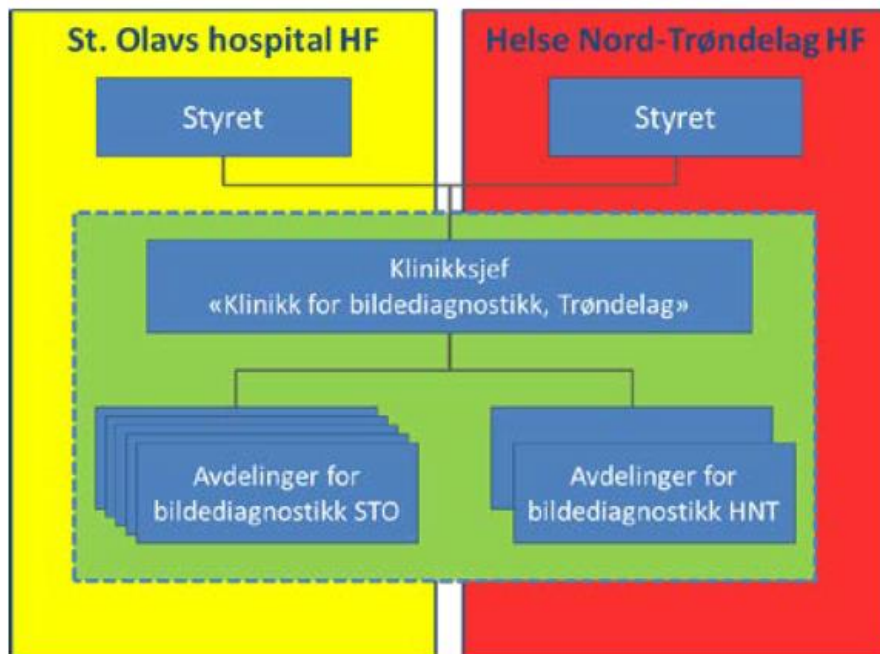 St. Olavs hospital HF
Helse Nord-Trøndelag HF
Styret
Styret
Klinikksjef
«Klinikk for bildediagnostikk, Trøndelag»
Avdelinger for
bildediagnostikk STO
Avdelinger for
bildediagnostikk HNT